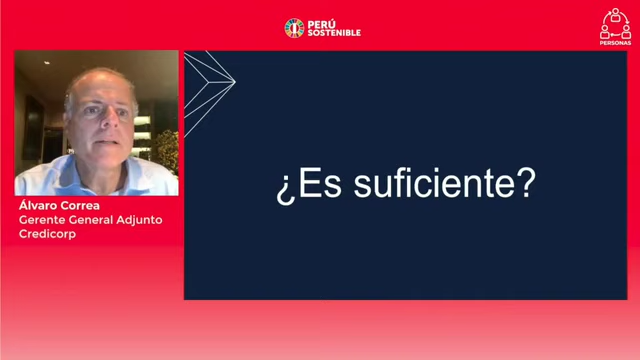 PERÚ
SOSTENIBLE
PERSONAS
¿Es suficiente?
Álvaro Correa
Gerente General Adjunto
Credicorp